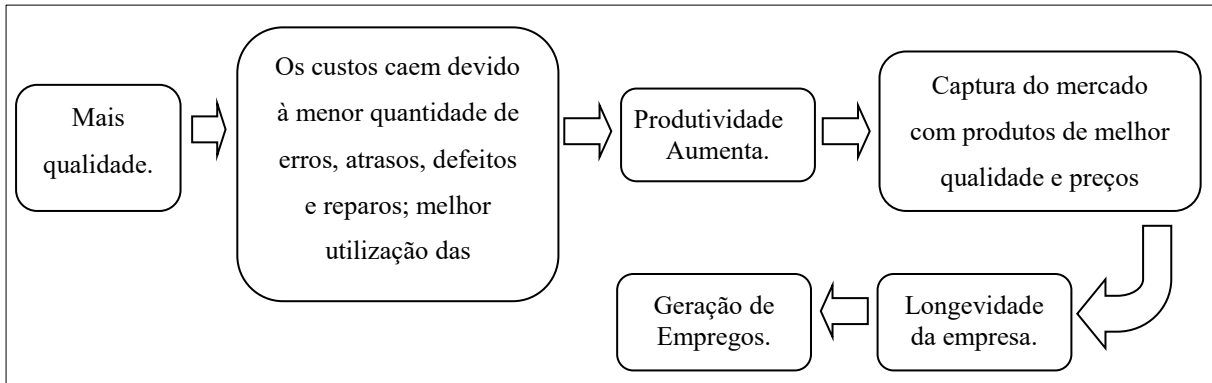 Mais
qualidade.
Os custos caem devido
à menor quantidade de
erros, atrasos, defeitos
e reparos; melhor
utilização das
Produtividade
Aumenta.
Captura do mercado
com produtos de melhor
qualidade e preços
Longevidade
da empresa.
Geração de
Empregos.